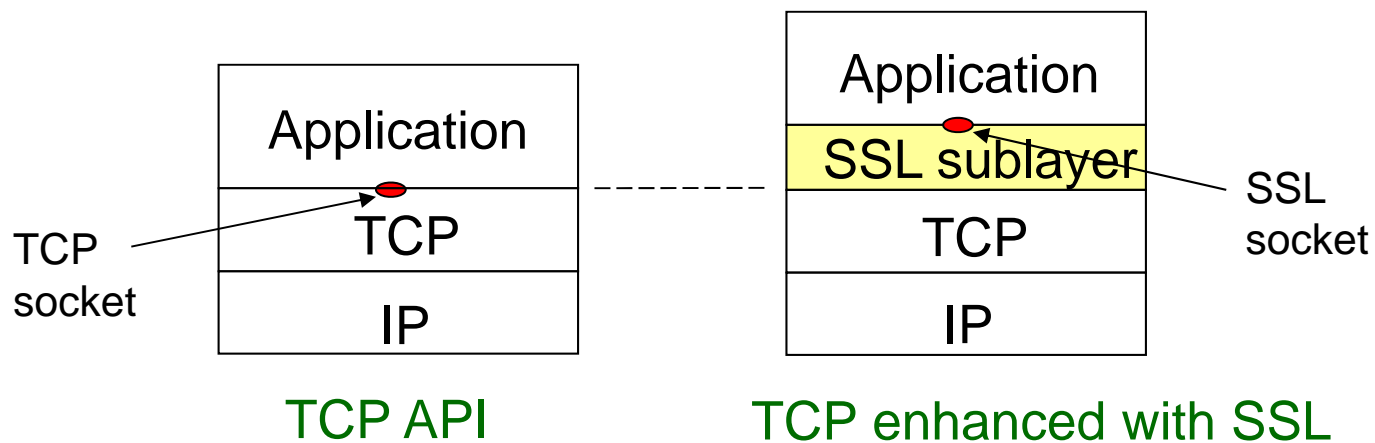 Application
TCP
IP
TCP
socket
TCP API
Application
SSL sublayer
TCP
IP
SSL
socket
TCP enhanced with SSL